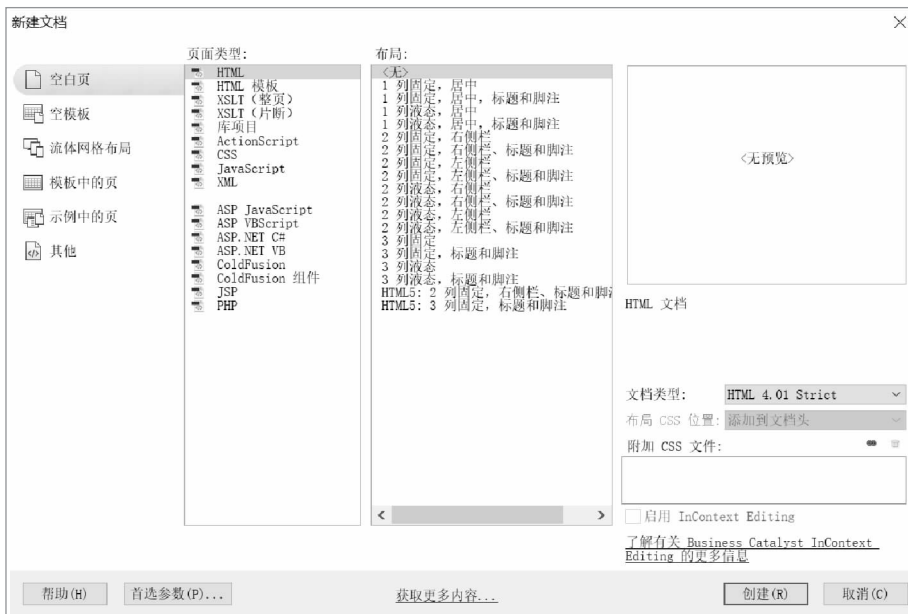 新建文档
页面类型:
布局:
空白页
空模板
流体网格布局
模板中的页
示例中的页
其他
HTML
HTML 模板
XSLT (整页)
XSLT (片断)
库项目
ActionScript
CSS
JavaScript
XML
ASP JavaScript
ASP VBScript
ASP.NET C#
ASP.NET VB
ColdFusion
ColdFusion 组件
JSP
PHP
<无>
1 列固定, 居中
1 列固定, 居中, 标题和脚注
1 列液态, 居中
1 列液态, 居中, 标题和脚注
2 列固定, 右侧栏
2 列固定, 右侧栏、标题和脚注
2 列固定, 左侧栏
2 列固定, 左侧栏、标题和脚注
2 列液态, 右侧栏
2 列液态, 右侧栏、标题和脚注
2 列液态, 左侧栏
2 列液态, 左侧栏、标题和脚注
3 列固定
3 列固定, 标题和脚注
3 列液态
3 列液态, 标题和脚注
HTML5: 2 列固定, 右侧栏、标题和脚
HTML5: 3 列固定, 标题和脚注
<无预览>
HTML 文档
文档类型: HTML 4.01 Strict
布局 CSS 位置: 添加到文档头
附加 CSS 文件:
启用 InContext Editing
了解有关 Business Catalyst InContext
Editing 的更多信息
帮助(H)
首选参数(P)...
获取更多内容...
创建(R)
取消(C)